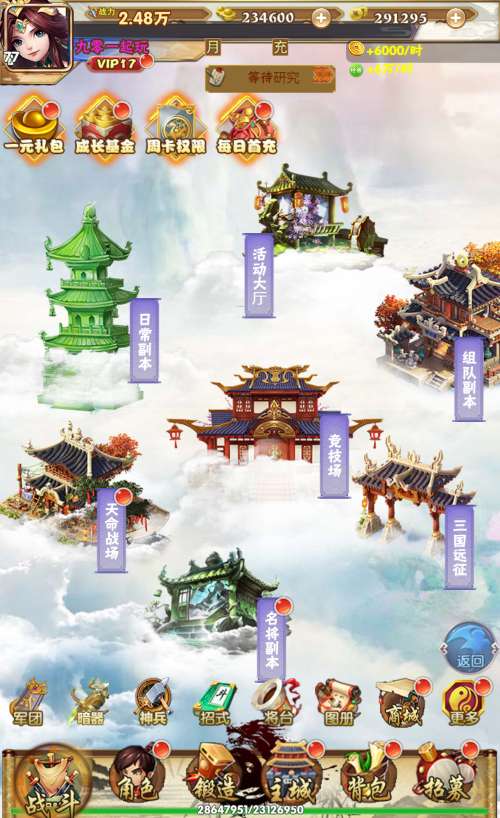 战力 2.48万
234600
291295
九零一起玩
VIP17
月 充
+6000/时
等待研究
一元礼包
成长基金
周卡权限
每日首充
活动大厅
日常副本
组队副本
竞技场
天命战场
三国远征
名将副本
返回
军团
暗器
神兵
招式
将台
图册
商城
更多
战斗
角色
锻造
主城
背包
招募
28647951/23126950